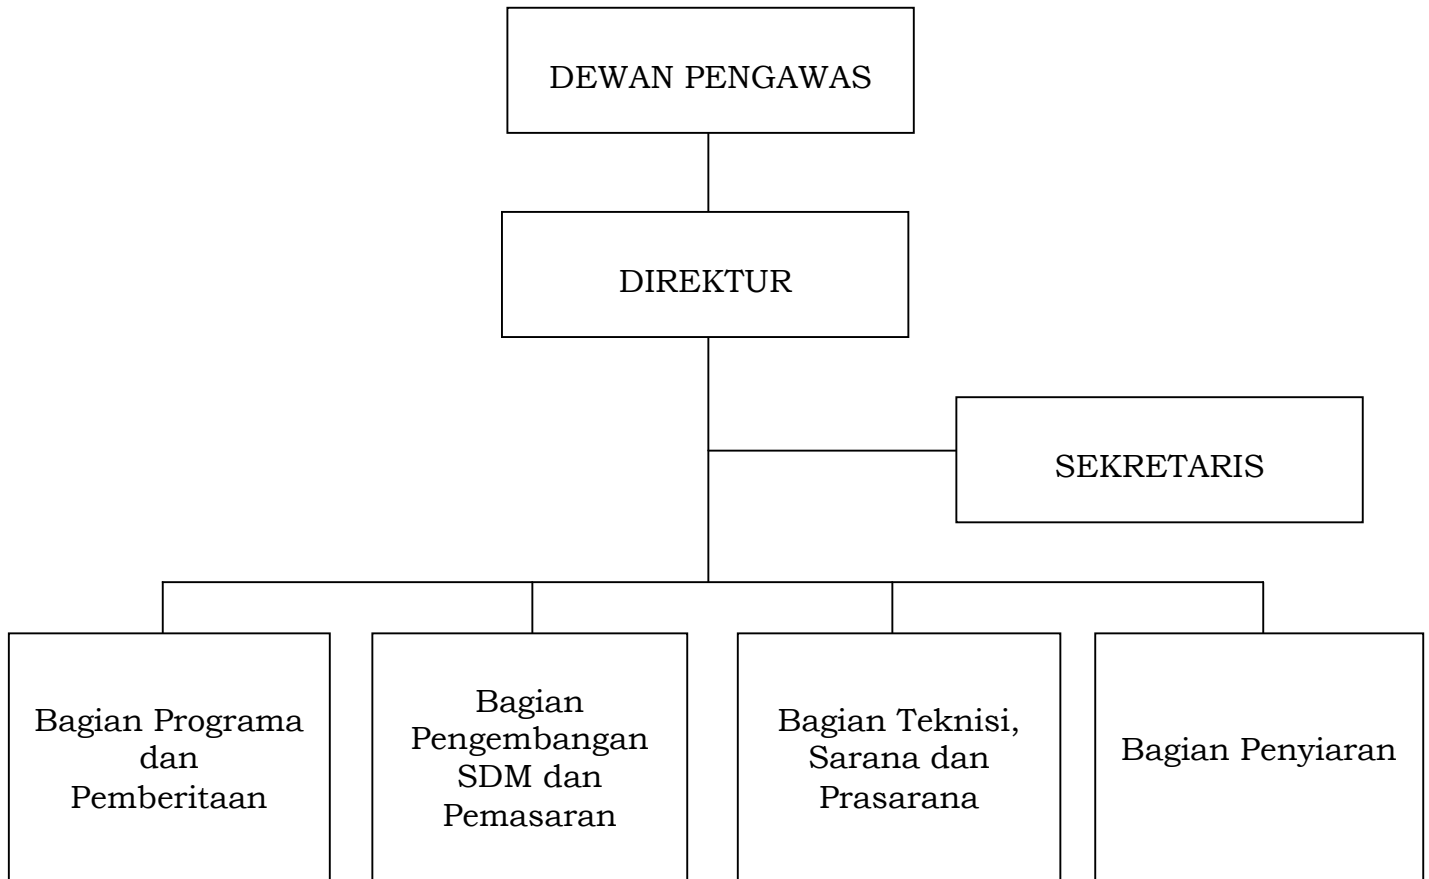 DEWAN PENGAWAS
DIREKTUR
SEKRETARIS
Bagian Programa
dan
Pemberitaan
Bagian
Pengembangan
SDM dan
Pemasaran
Bagian Teknisi,
Sarana dan
Prasarana
Bagian Penyiaran